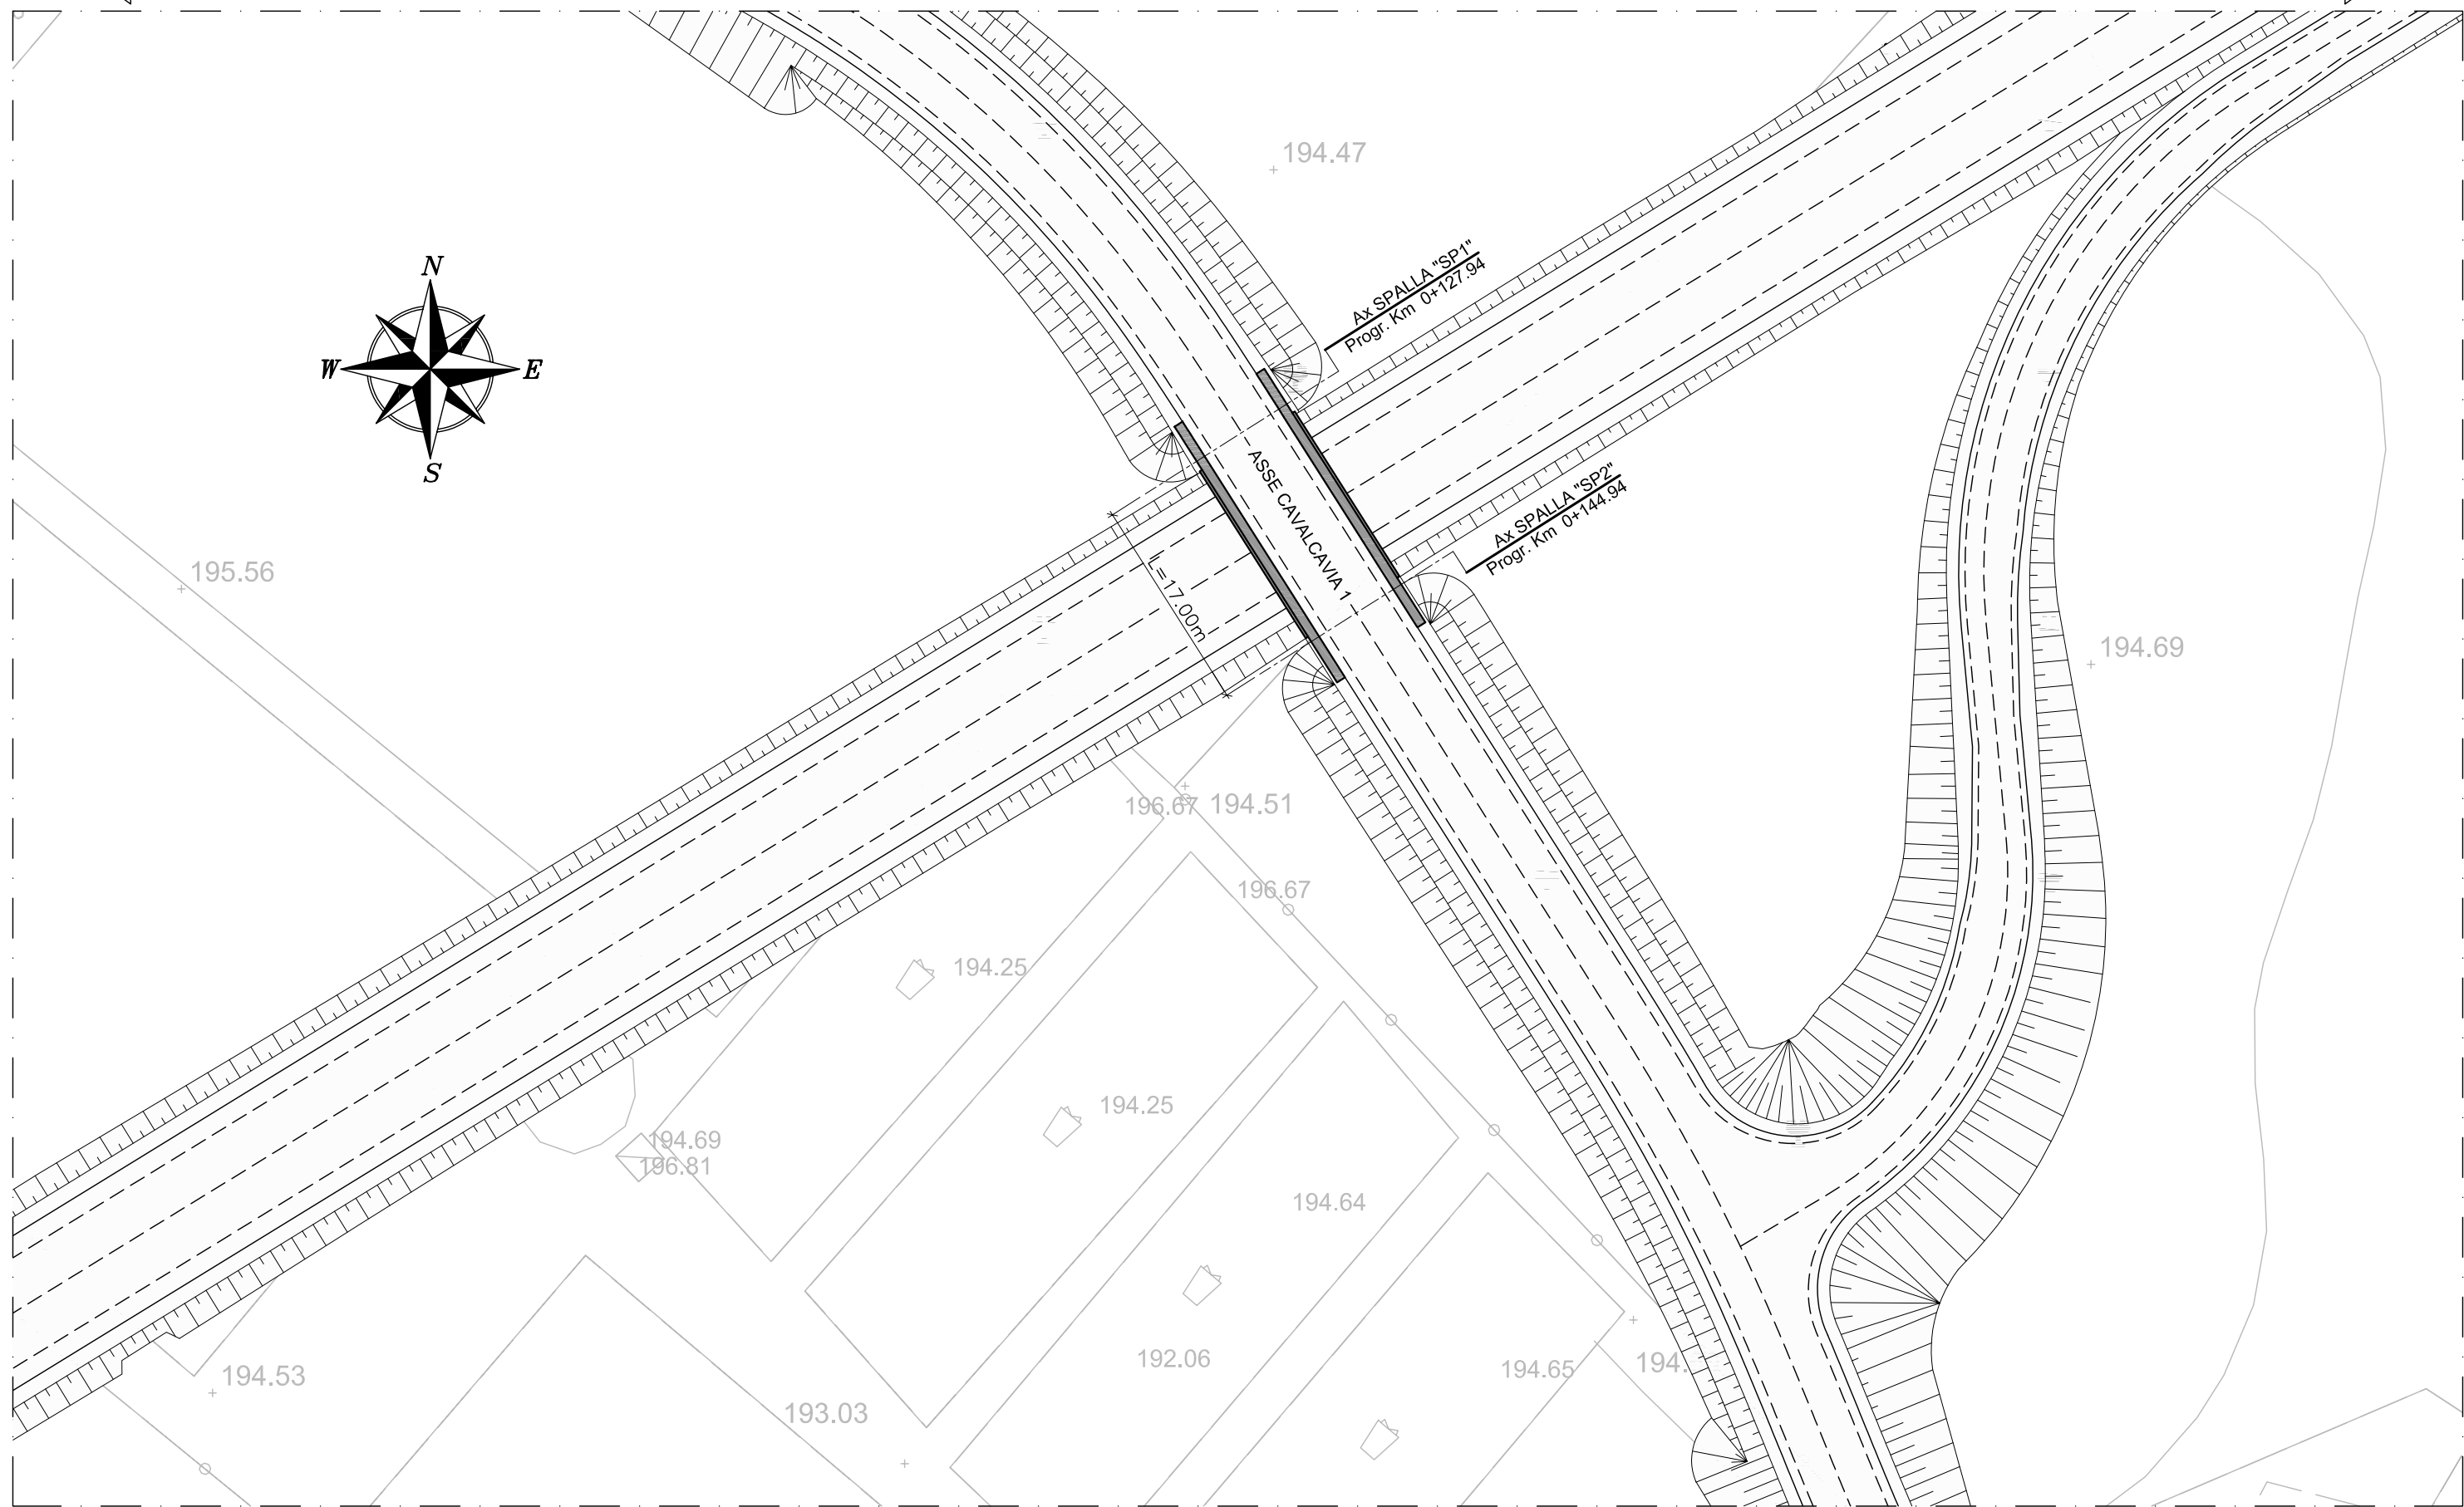 194.47
Ax SPALLA "SP1"
Progr. Km 0+127.94
N
W
E
S
ASSE CAVALCAVIA 1
Ax SPALLA "SP2"
Progr. Km 0+144.94
195.56
L=17.00m
194.69
196.67
194.51
196.67
194.25
194.25
194.69
196.81
194.64
192.06
194.65
194.
194.53
193.03